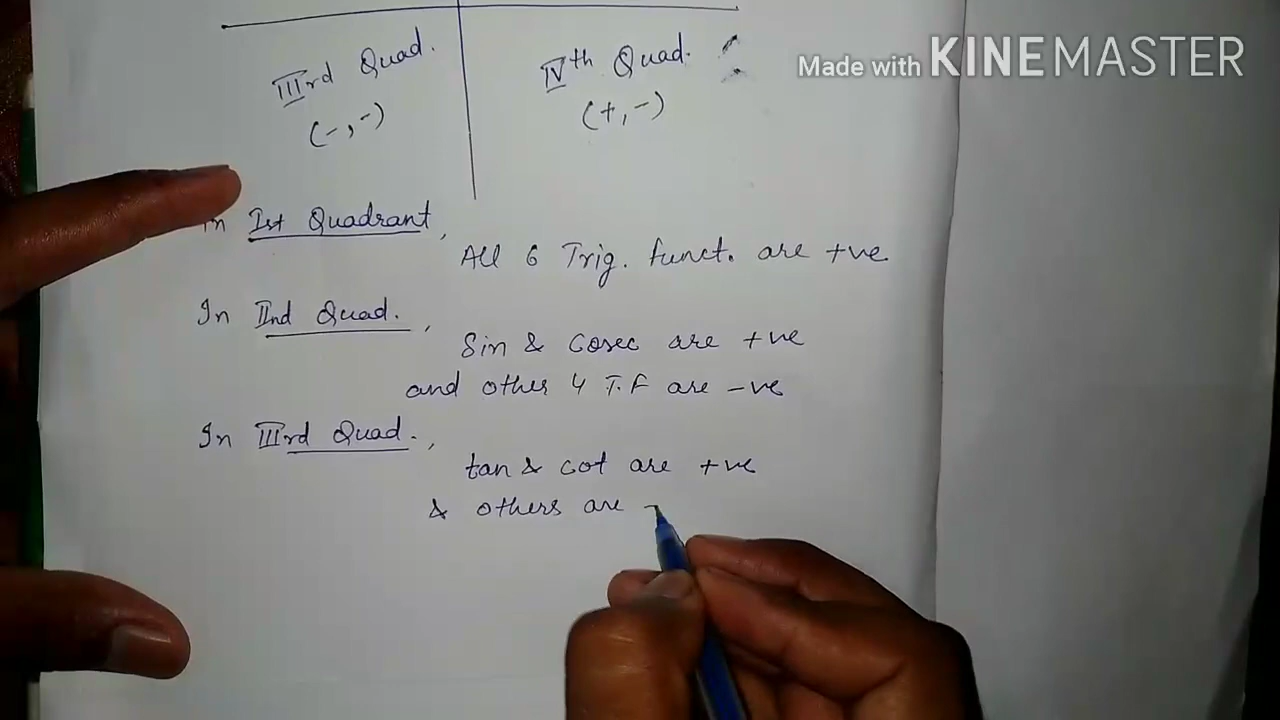 Made with KINEMASTER
IIIrd Quad.
(-,-)
IVth Quad.
(+,-)
In Ist Quadrant,
All 6 Trig. funct. are +ve
In IInd Quad.,
Sin & Cosec are +ve
and other 4 T.F are -ve
In IIIrd Quad.,
tan & cot are +ve
& others are -